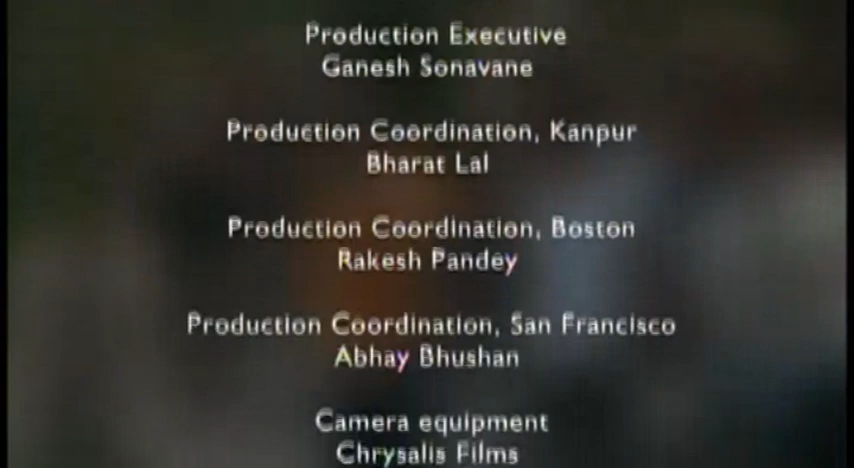 Production Executive
Ganesh Sonavane
Production Coordination, Kanpur
Bharat Lal
Production Coordination, Boston
Rakesh Pandey
Production Coordination, San Francisco
Abhay Bhushan
Camera equipment
Chrysalis Films